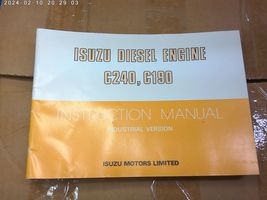 2024-02-10 20:29:03
ISUZU DIESEL ENGINE
C240, C190
INSTRUCTION MANUAL
INDUSTRIAL VERSION
ISUZU MOTORS LIMITED